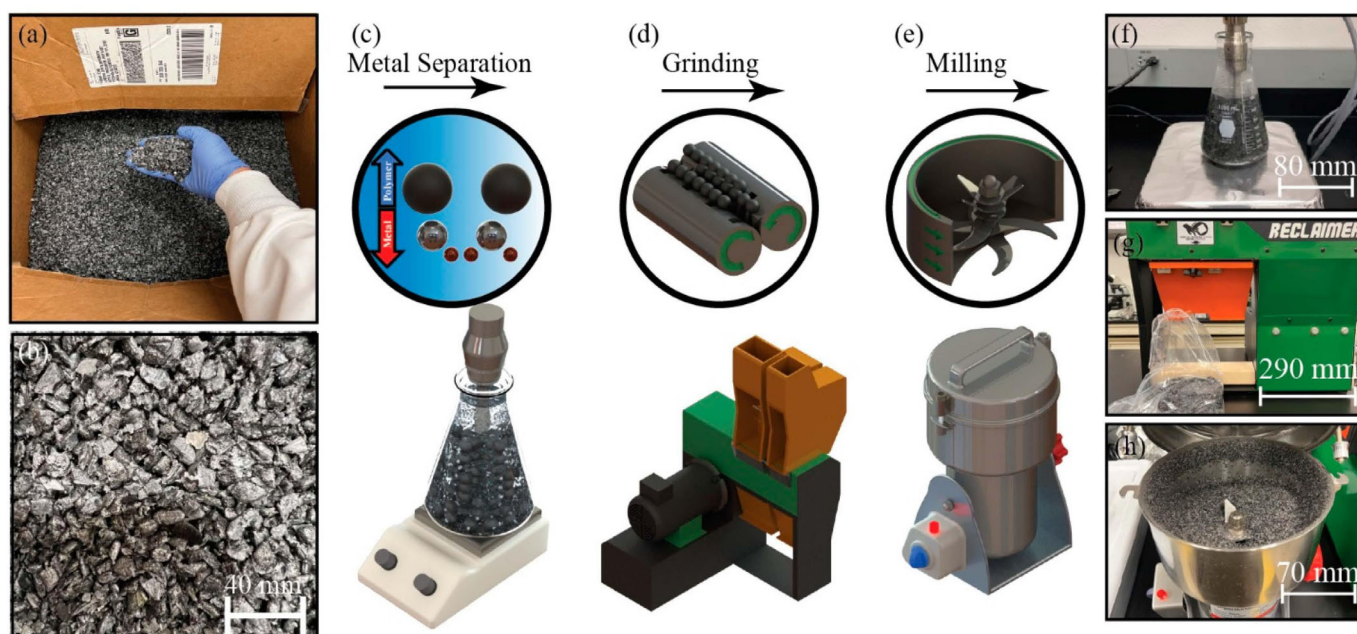 (a)
(b)
40 mm
(c)
Metal Separation
Polymer
Metal
(d)
Grinding
(e)
Milling
(f)
80 mm
(g)
RECLAIMER
290 mm
(h)
70 mm